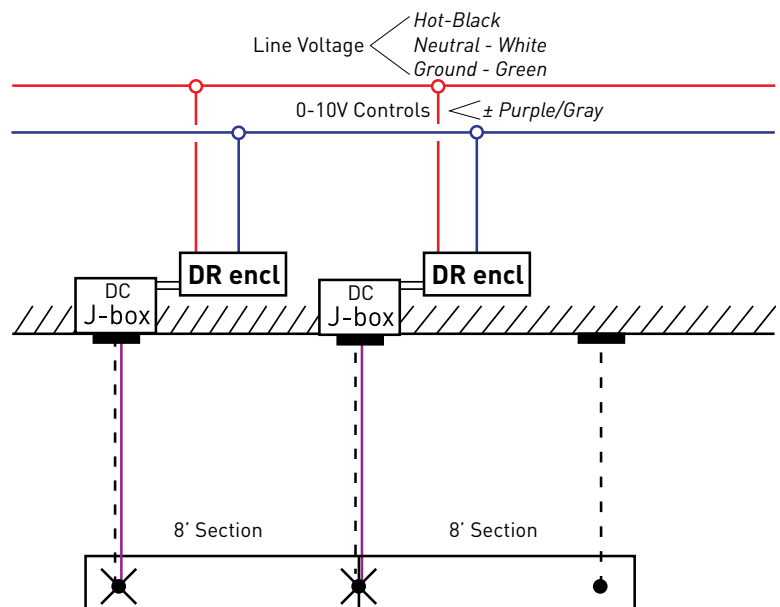 Hot-Black
Line Voltage
Neutral - White
Ground - Green
0-10V Controls
± Purple/Gray
DR encl
DR encl
DC
J-box
DC
J-box
8’ Section
8’ Section